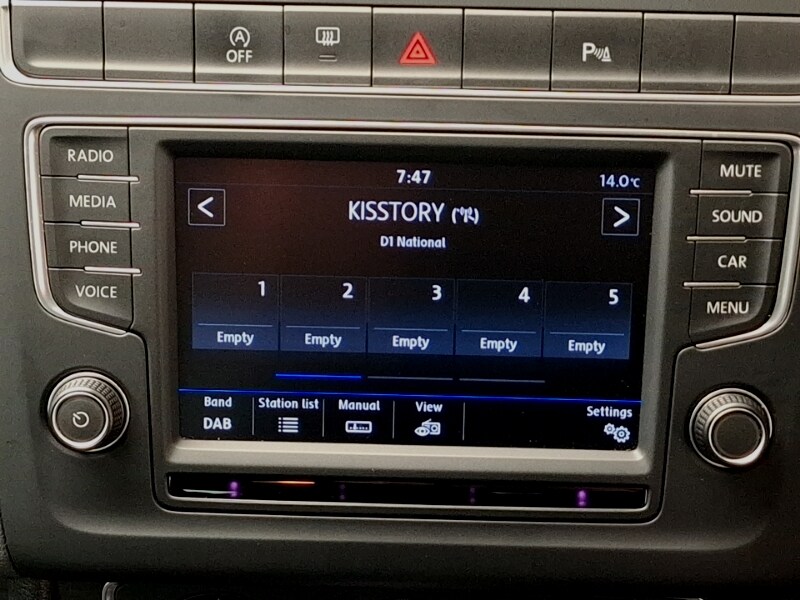 A
OFF
P
RADIO
MEDIA
PHONE
VOICE
7:47
14.0°C
<
KISSTORY
>
D1 National
1 2 3 4 5
Empty Empty Empty Empty Empty
Band Station list Manual View Settings
DAB
MUTE
SOUND
CAR
MENU